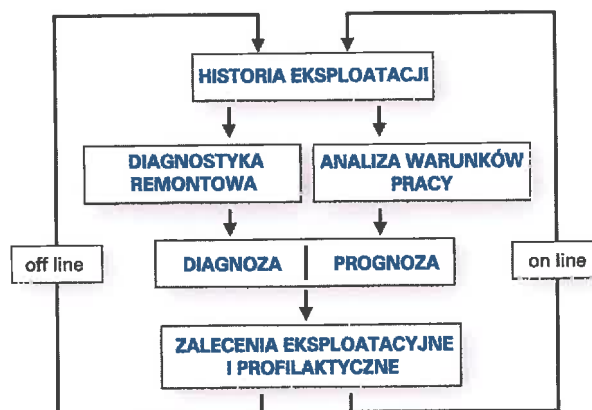 HISTORIA EKSPLOATACJI
DIAGNOSTYKA
REMONTOWA
ANALIZA WARUNKÓW
PRACY
off line
DIAGNOZA
PROGNOZA
on line
ZALECENIA EKSPLOATACYJNE
I PROFILAKTYCZNE